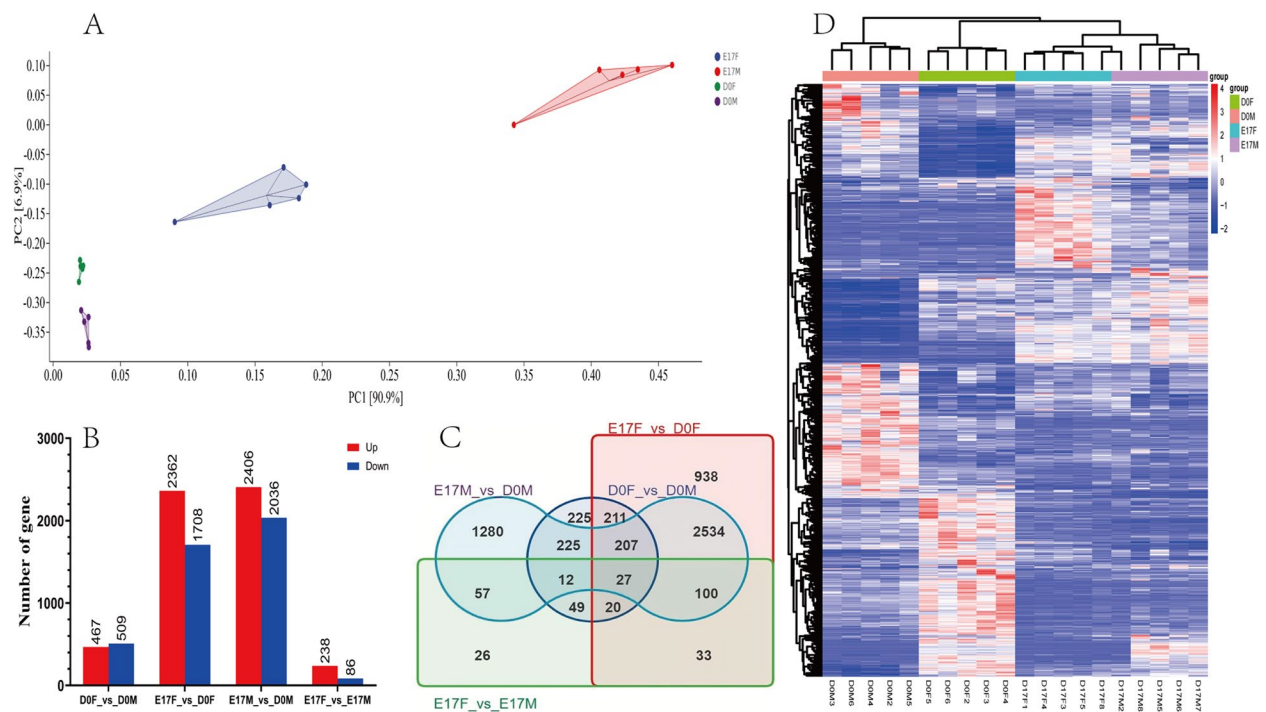 A
PC2 [6.9%]
0.10
0.05
0.00
-0.05
-0.10
-0.15
-0.20
-0.25
-0.30
-0.35
0.00 0.05 0.10 0.15 0.20 0.25 0.30 0.35 0.40 0.45
PC1 [90.9%]
E17F
E17M
D0F
D0M
B
Number of gene
3000
2000
1000
0
467 509 2362 1708 2406 2036 238 86
Up
Down
D0F_vs_D0M E17F_vs_D0F E17M_vs_D0M E17F_vs_E17M
C
E17F_vs_D0F
938
E17M_vs_D0M D0F_vs_D0M
225 211
1280 2534
225 207
12 27
57 100
49 20
26 33
E17F_vs_E17M
D
group
4
3
2
1
0
-1
-2
group
D0F
D0M
E17F
E17M
D0M3 D0M6 D0M4 D0M2 D0M5 D0F5 D0F6 D0F2 D0F3 D0F4 D17F1 D17F4 D17F3 D17F5 D17F8 D17M2 D17M8 D17M5 D17M6 D17M7